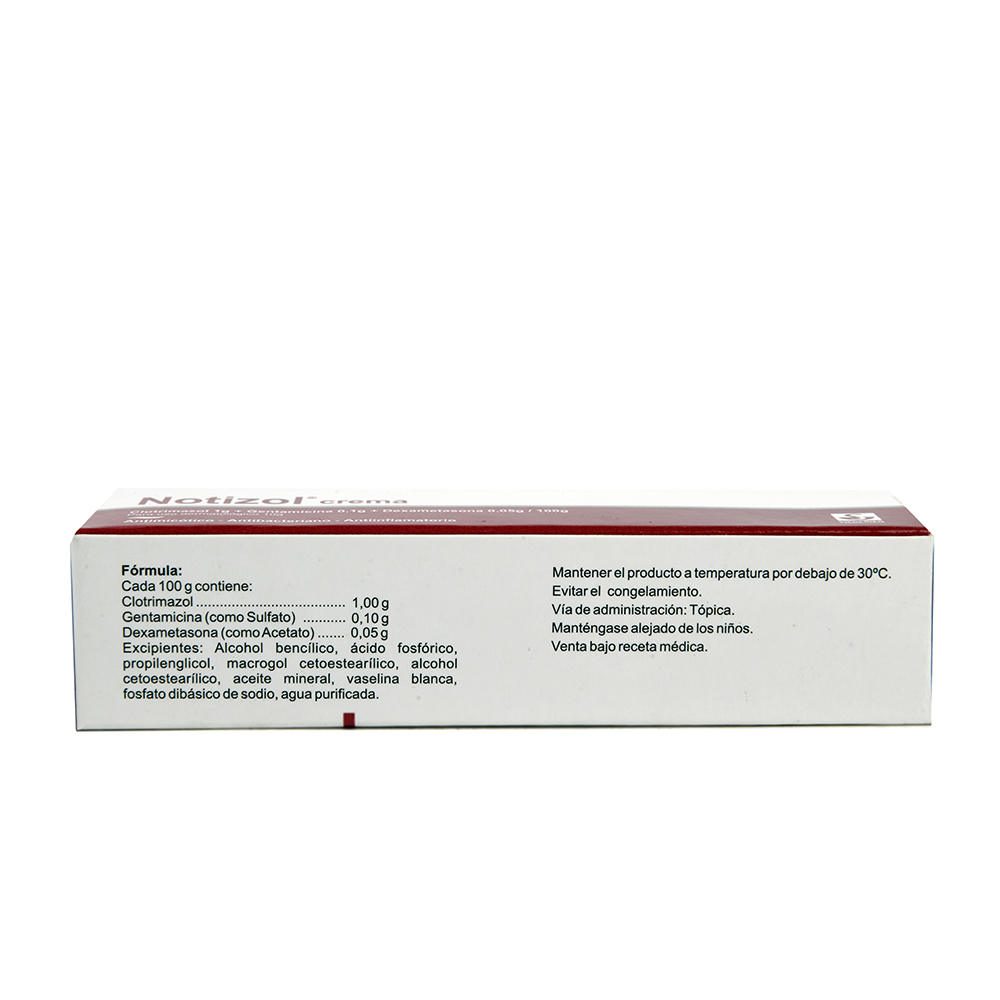 Notizol® crema
Clotrimazol 1g + Gentamicina 0.1g + Dexametasona 0.05g / 100g
Antimicótico - Antibacteriano - Antiinflamatorio
Fórmula:
Cada 100 g contiene:
Clotrimazol .................................. 1,00 g
Gentamicina (como Sulfato) ........... 0,10 g
Dexametasona (como Acetato) ....... 0,05 g
Excipientes: Alcohol bencílico, ácido fosfórico,
propilenglicol, macrogol cetoestearílico, alcohol
cetoestearílico, aceite mineral, vaselina blanca,
fosfato dibásico de sodio, agua purificada.
Mantener el producto a temperatura por debajo de 30ºC.
Evitar el congelamiento.
Vía de administración: Tópica.
Manténgase alejado de los niños.
Venta bajo receta médica.